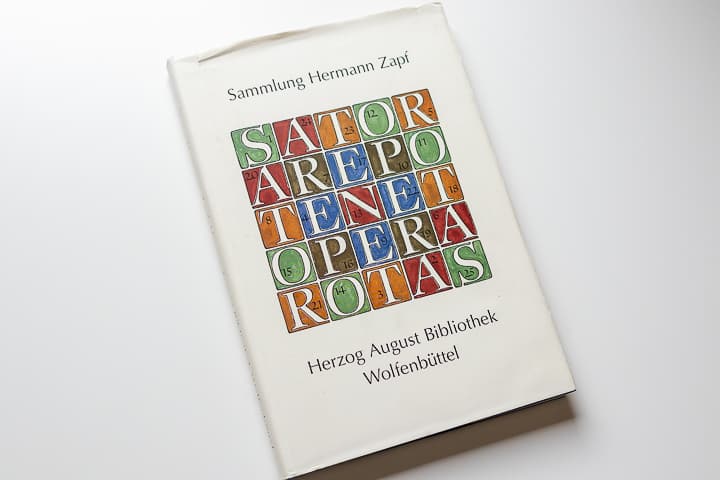 Sammlung Hermann Zapf
SATOR
AREPO
TENET
OPERA
ROTAS
Herzog August Bibliothek
Wolfenbüttel